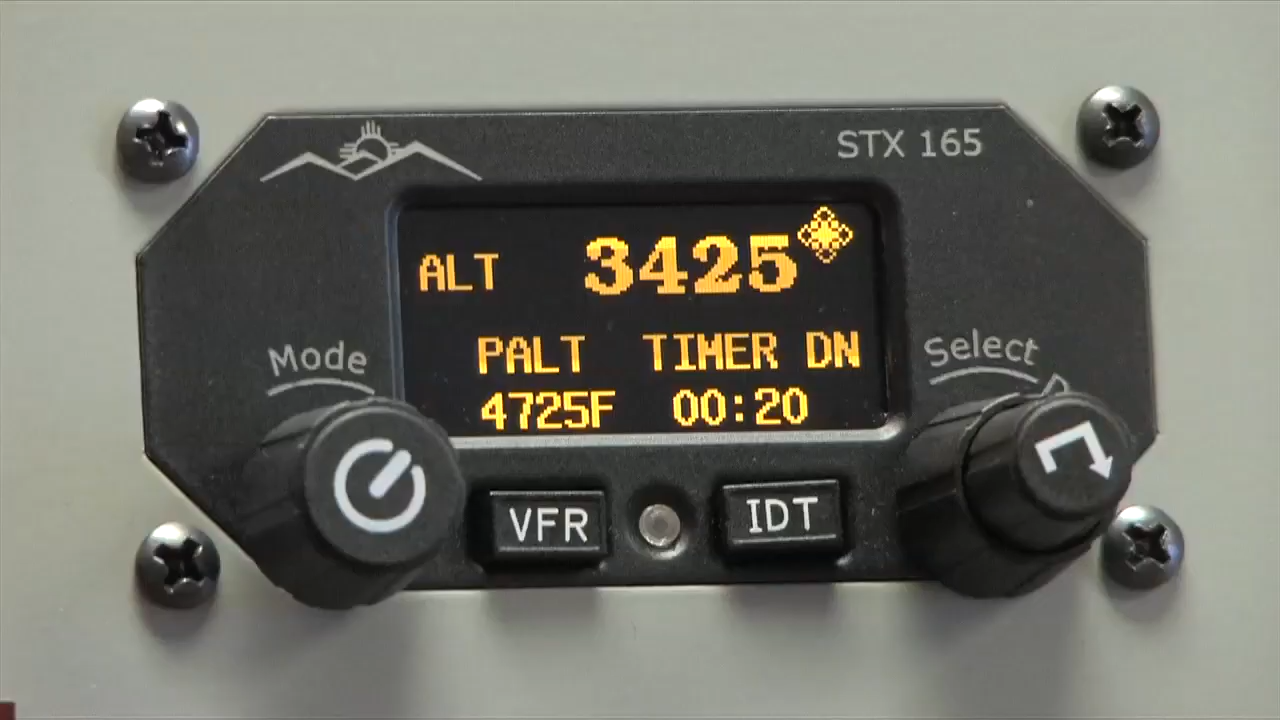 STX 165
ALT 3425
PALT TIMER DN
4725F 00:20
Mode
Select
VFR
IDT